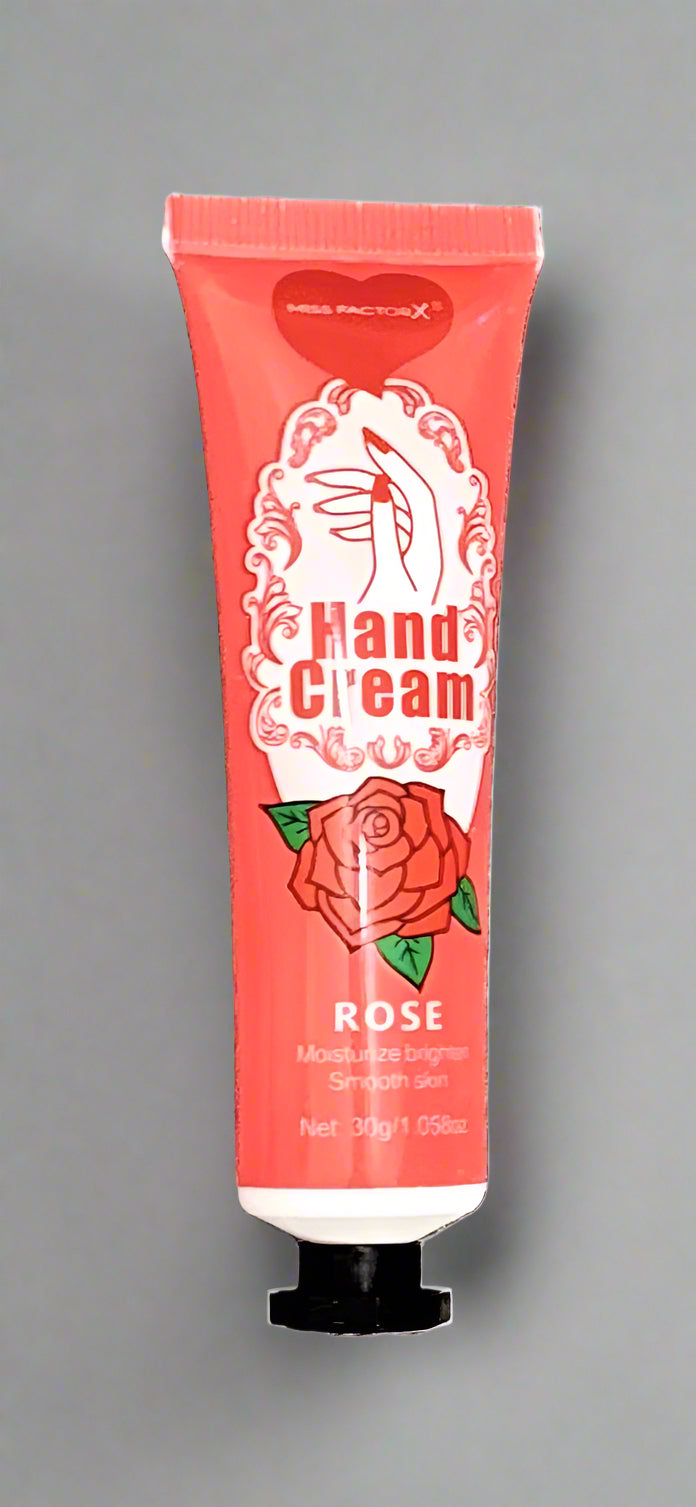 MISS FACTOR X®
Hand
Cream
ROSE
Moisturize brighten
Smooth skin
Net: 30g/1.058oz